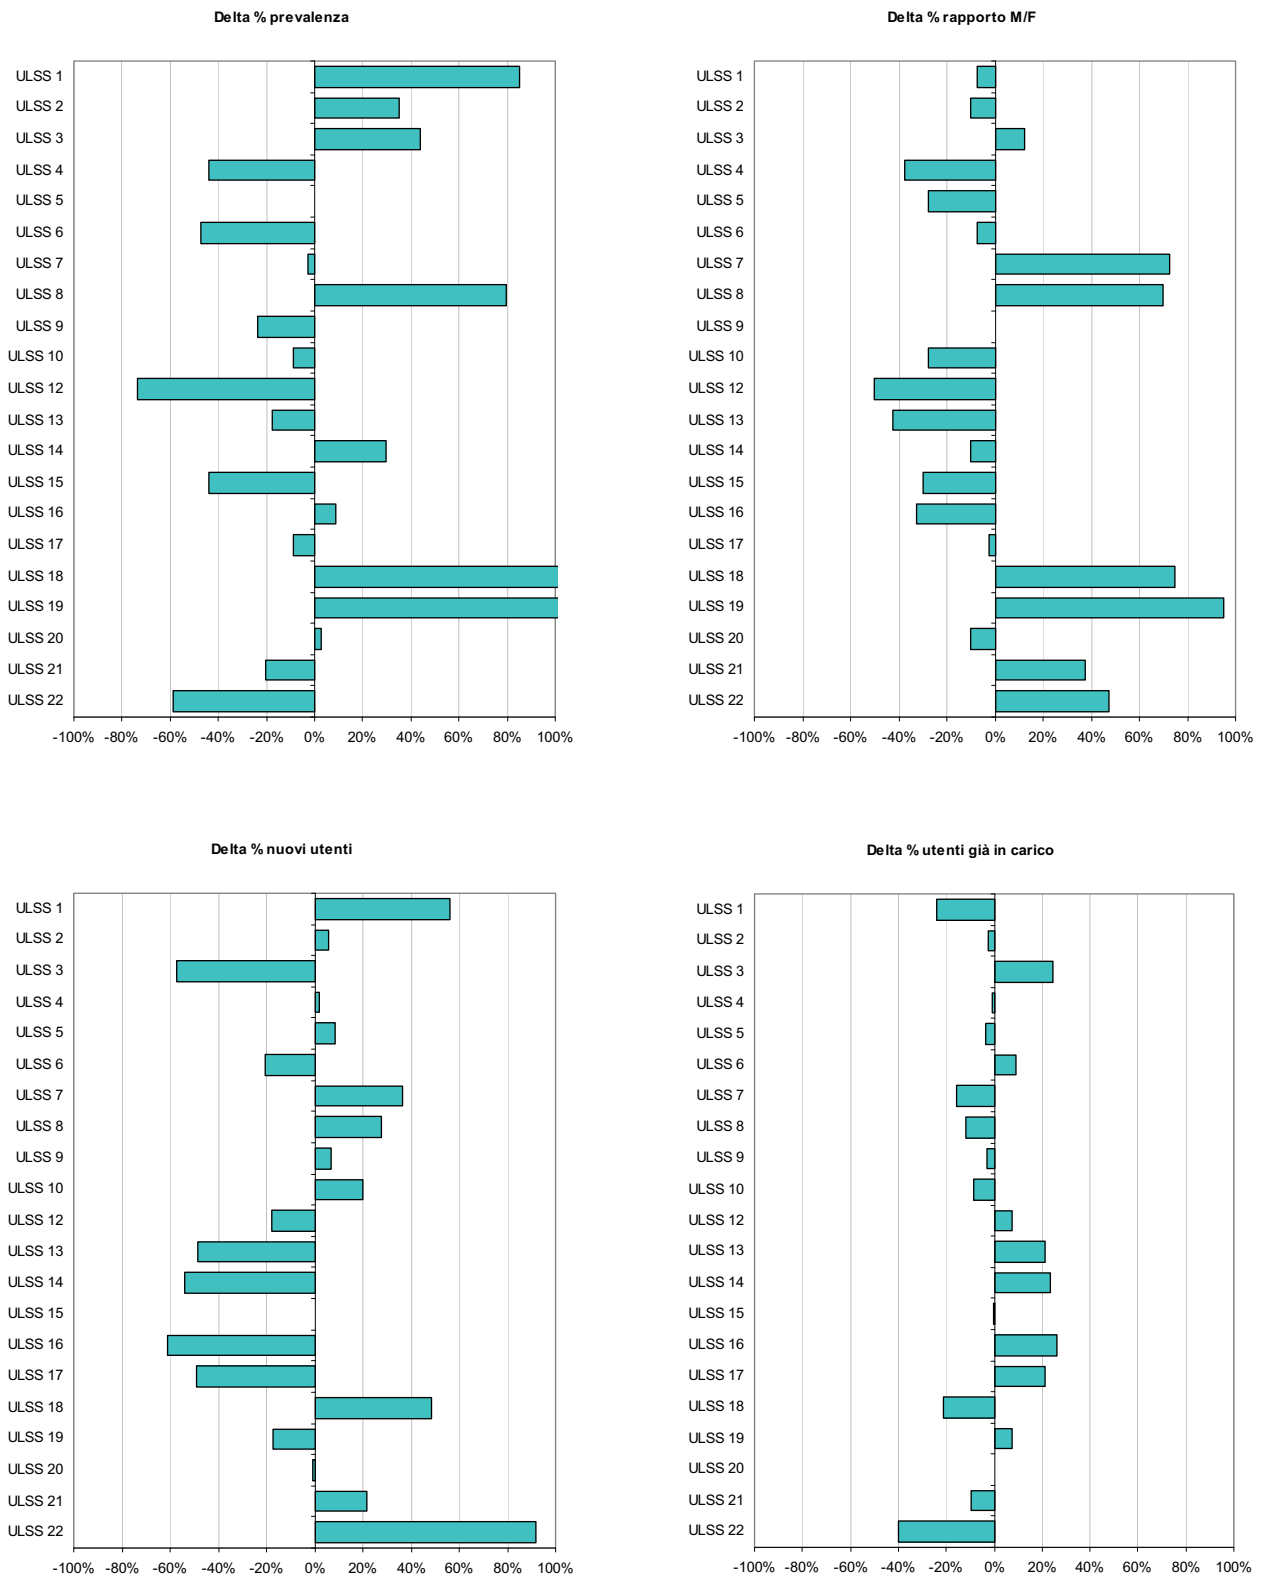 Delta % prevalenza
ULSS 1
ULSS 2
ULSS 3
ULSS 4
ULSS 5
ULSS 6
ULSS 7
ULSS 8
ULSS 9
ULSS 10
ULSS 12
ULSS 13
ULSS 14
ULSS 15
ULSS 16
ULSS 17
ULSS 18
ULSS 19
ULSS 20
ULSS 21
ULSS 22
-100% -80% -60% -40% -20% 0% 20% 40% 60% 80% 100%
Delta % rapporto M/F
ULSS 1
ULSS 2
ULSS 3
ULSS 4
ULSS 5
ULSS 6
ULSS 7
ULSS 8
ULSS 9
ULSS 10
ULSS 12
ULSS 13
ULSS 14
ULSS 15
ULSS 16
ULSS 17
ULSS 18
ULSS 19
ULSS 20
ULSS 21
ULSS 22
-100% -80% -60% -40% -20% 0% 20% 40% 60% 80% 100%
Delta % nuovi utenti
ULSS 1
ULSS 2
ULSS 3
ULSS 4
ULSS 5
ULSS 6
ULSS 7
ULSS 8
ULSS 9
ULSS 10
ULSS 12
ULSS 13
ULSS 14
ULSS 15
ULSS 16
ULSS 17
ULSS 18
ULSS 19
ULSS 20
ULSS 21
ULSS 22
-100% -80% -60% -40% -20% 0% 20% 40% 60% 80% 100%
Delta % utenti già in carico
ULSS 1
ULSS 2
ULSS 3
ULSS 4
ULSS 5
ULSS 6
ULSS 7
ULSS 8
ULSS 9
ULSS 10
ULSS 12
ULSS 13
ULSS 14
ULSS 15
ULSS 16
ULSS 17
ULSS 18
ULSS 19
ULSS 20
ULSS 21
ULSS 22
-100% -80% -60% -40% -20% 0% 20% 40% 60% 80% 100%